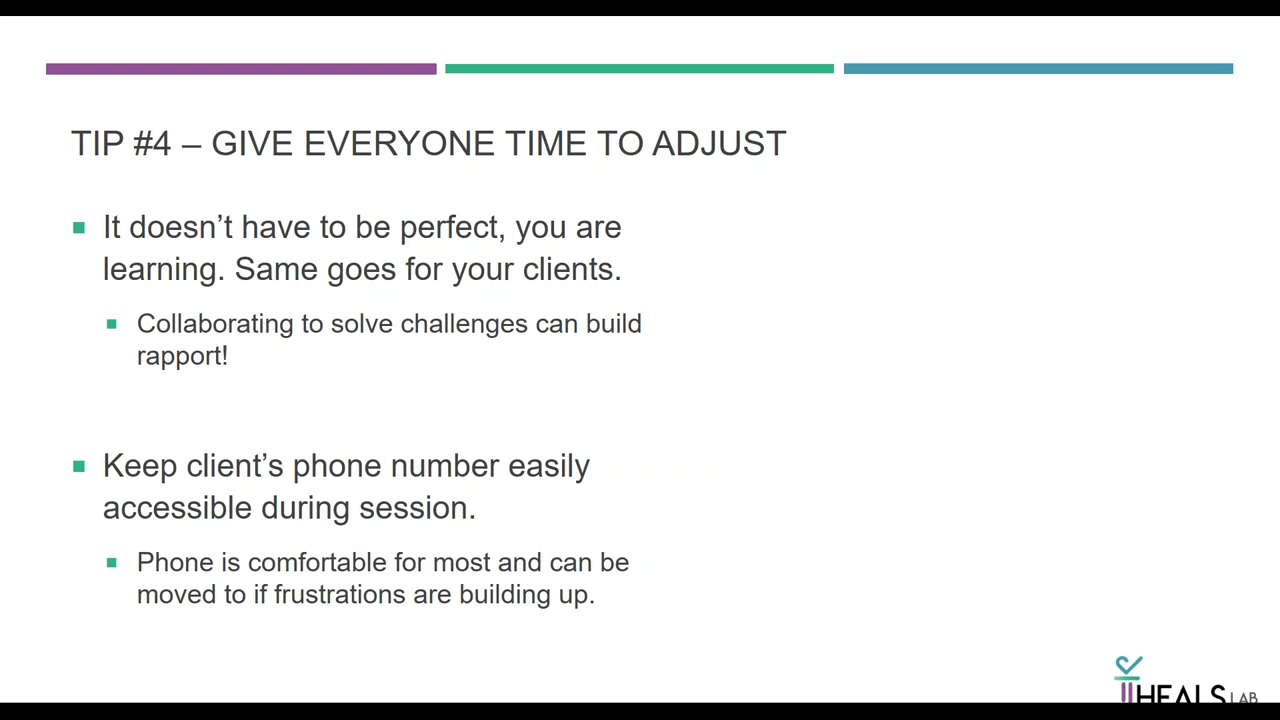 TIP #4 – GIVE EVERYONE TIME TO ADJUST
It doesn’t have to be perfect, you are
learning. Same goes for your clients.
Collaborating to solve challenges can build
rapport!
Keep client’s phone number easily
accessible during session.
Phone is comfortable for most and can be
moved to if frustrations are building up.
HEALS LAB